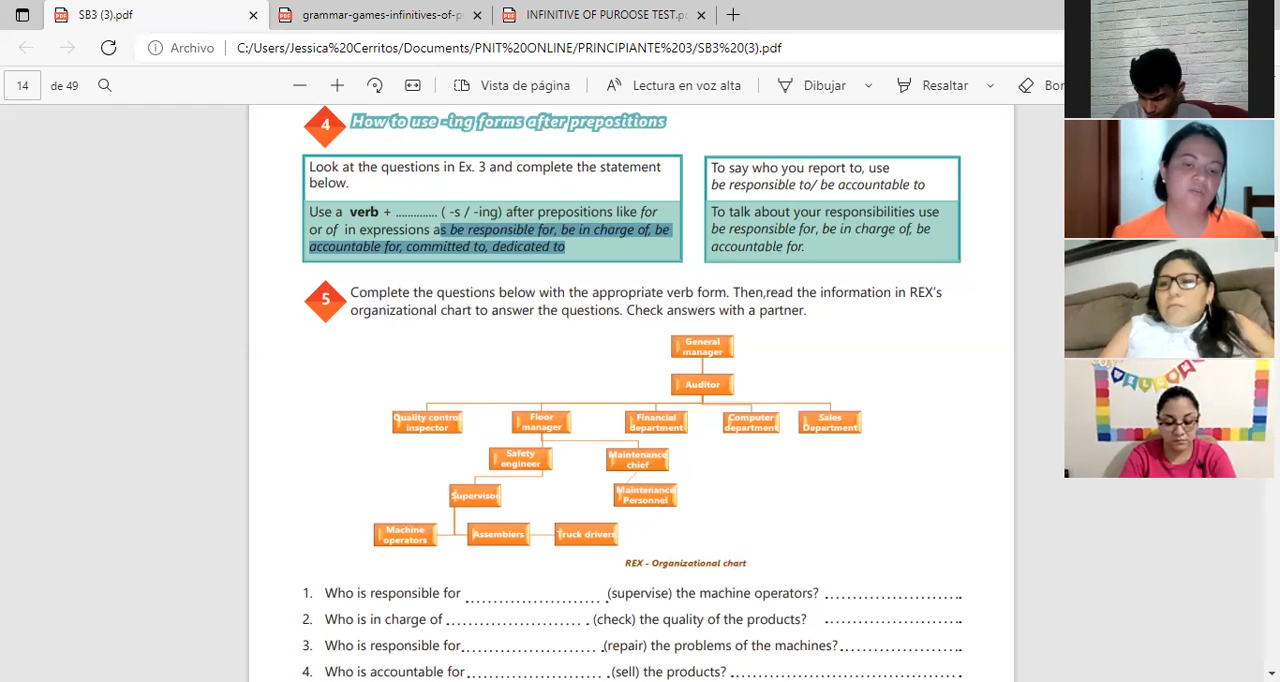 SB3 (3).pdf
grammar-games-infinitives-of-p
INFINITIVE OF PUROOSE TEST.p
Archivo
C:/Users/Jessica%20Cerritos/Documents/PNIT%20ONLINE/PRINCIPIANTE%203/SB3%20(3).pdf
14 de 49
Vista de página
Lectura en voz alta
Dibujar
Resaltar
Bor
4 How to use -ing forms after prepositions
Look at the questions in Ex. 3 and complete the statement
below.
Use a verb + .............. ( -s / -ing) after prepositions like for
or of in expressions as be responsible for, be in charge of, be
accountable for, committed to, dedicated to
To say who you report to, use
be responsible to/ be accountable to
To talk about your responsibilities use
be responsible for, be in charge of, be
accountable for.
5 Complete the questions below with the appropriate verb form. Then,read the information in REX's
organizational chart to answer the questions. Check answers with a partner.
General
manager
Auditor
Quality control
inspector
Floor
manager
Financial
department
Computer
department
Sales
Department
Safety
engineer
Maintenance
chief
Supervisor
Maintenance
Personnel
Machine
operators
Assemblers
Truck drivers
REX - Organizational chart
1. Who is responsible for ........................ (supervise) the machine operators? ........................
2. Who is in charge of ........................ . (check) the quality of the products? ........................
3. Who is responsible for........................ .(repair) the problems of the machines?........................
4. Who is accountable for........................ . (sell) the products? ........................